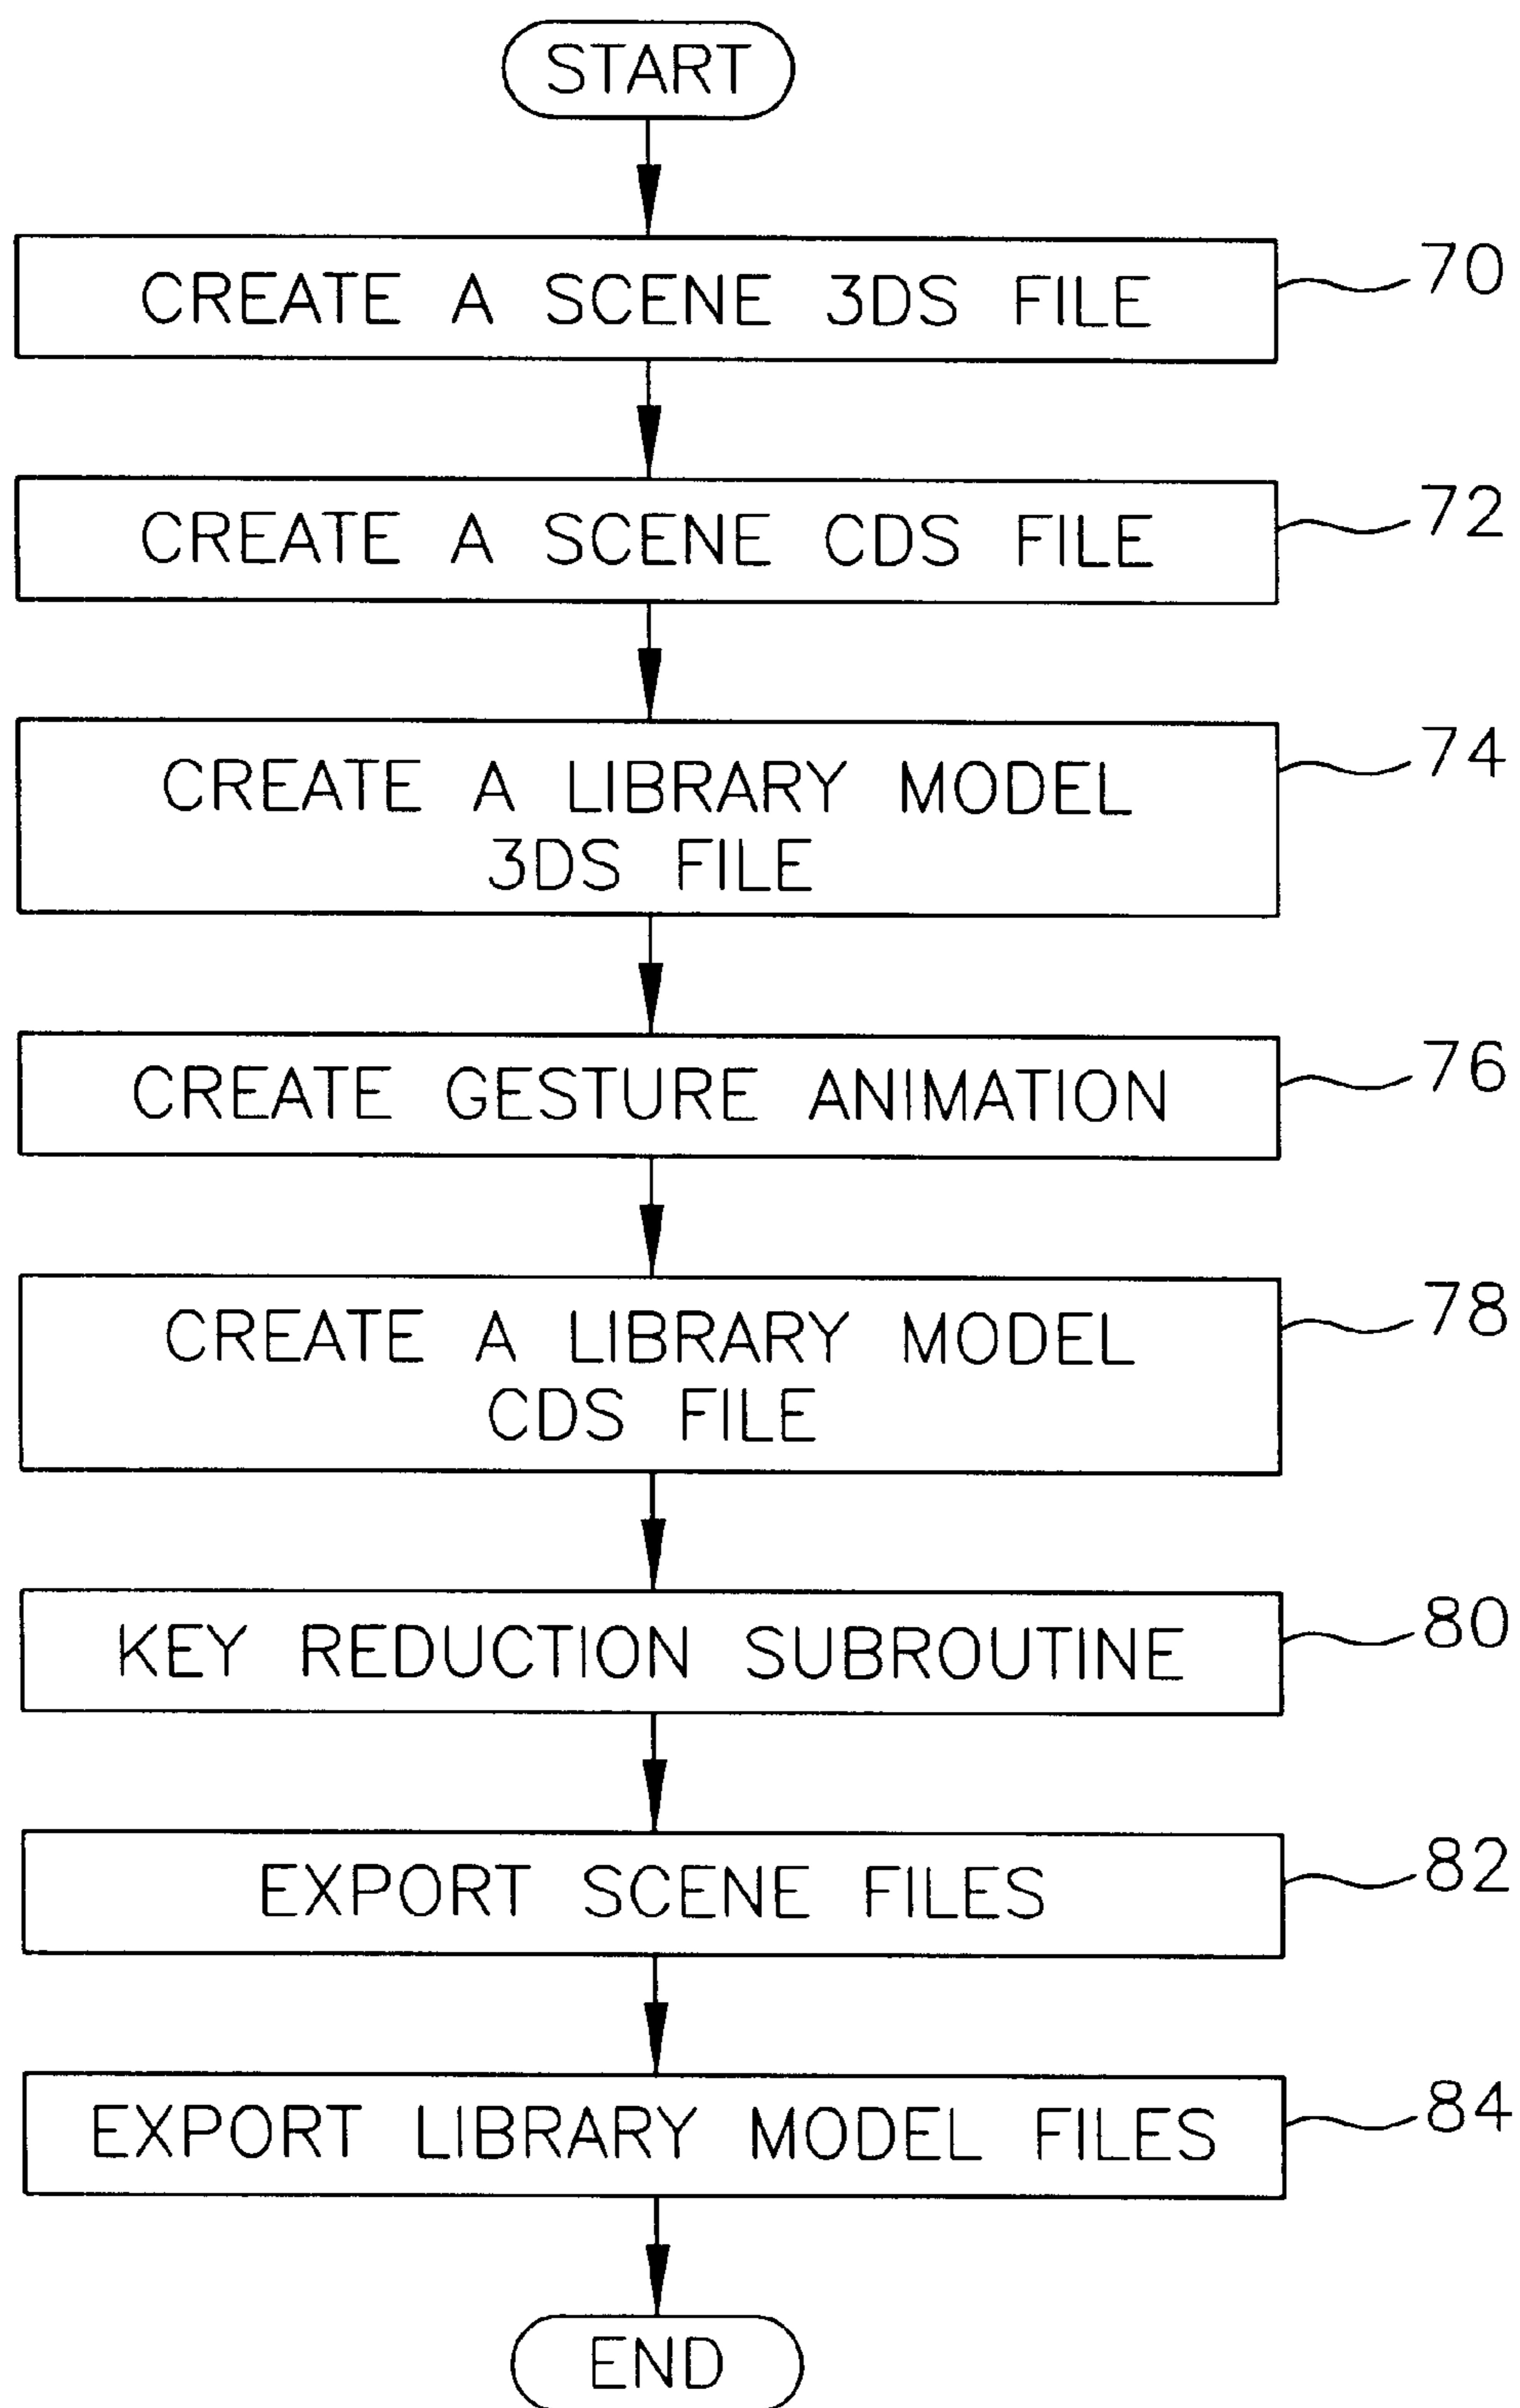 START
CREATE A SCENE 3DS FILE
70
CREATE A SCENE CDS FILE
72
CREATE A LIBRARY MODEL
3DS FILE
74
CREATE GESTURE ANIMATION
76
CREATE A LIBRARY MODEL
CDS FILE
78
KEY REDUCTION SUBROUTINE
80
EXPORT SCENE FILES
82
EXPORT LIBRARY MODEL FILES
84
END